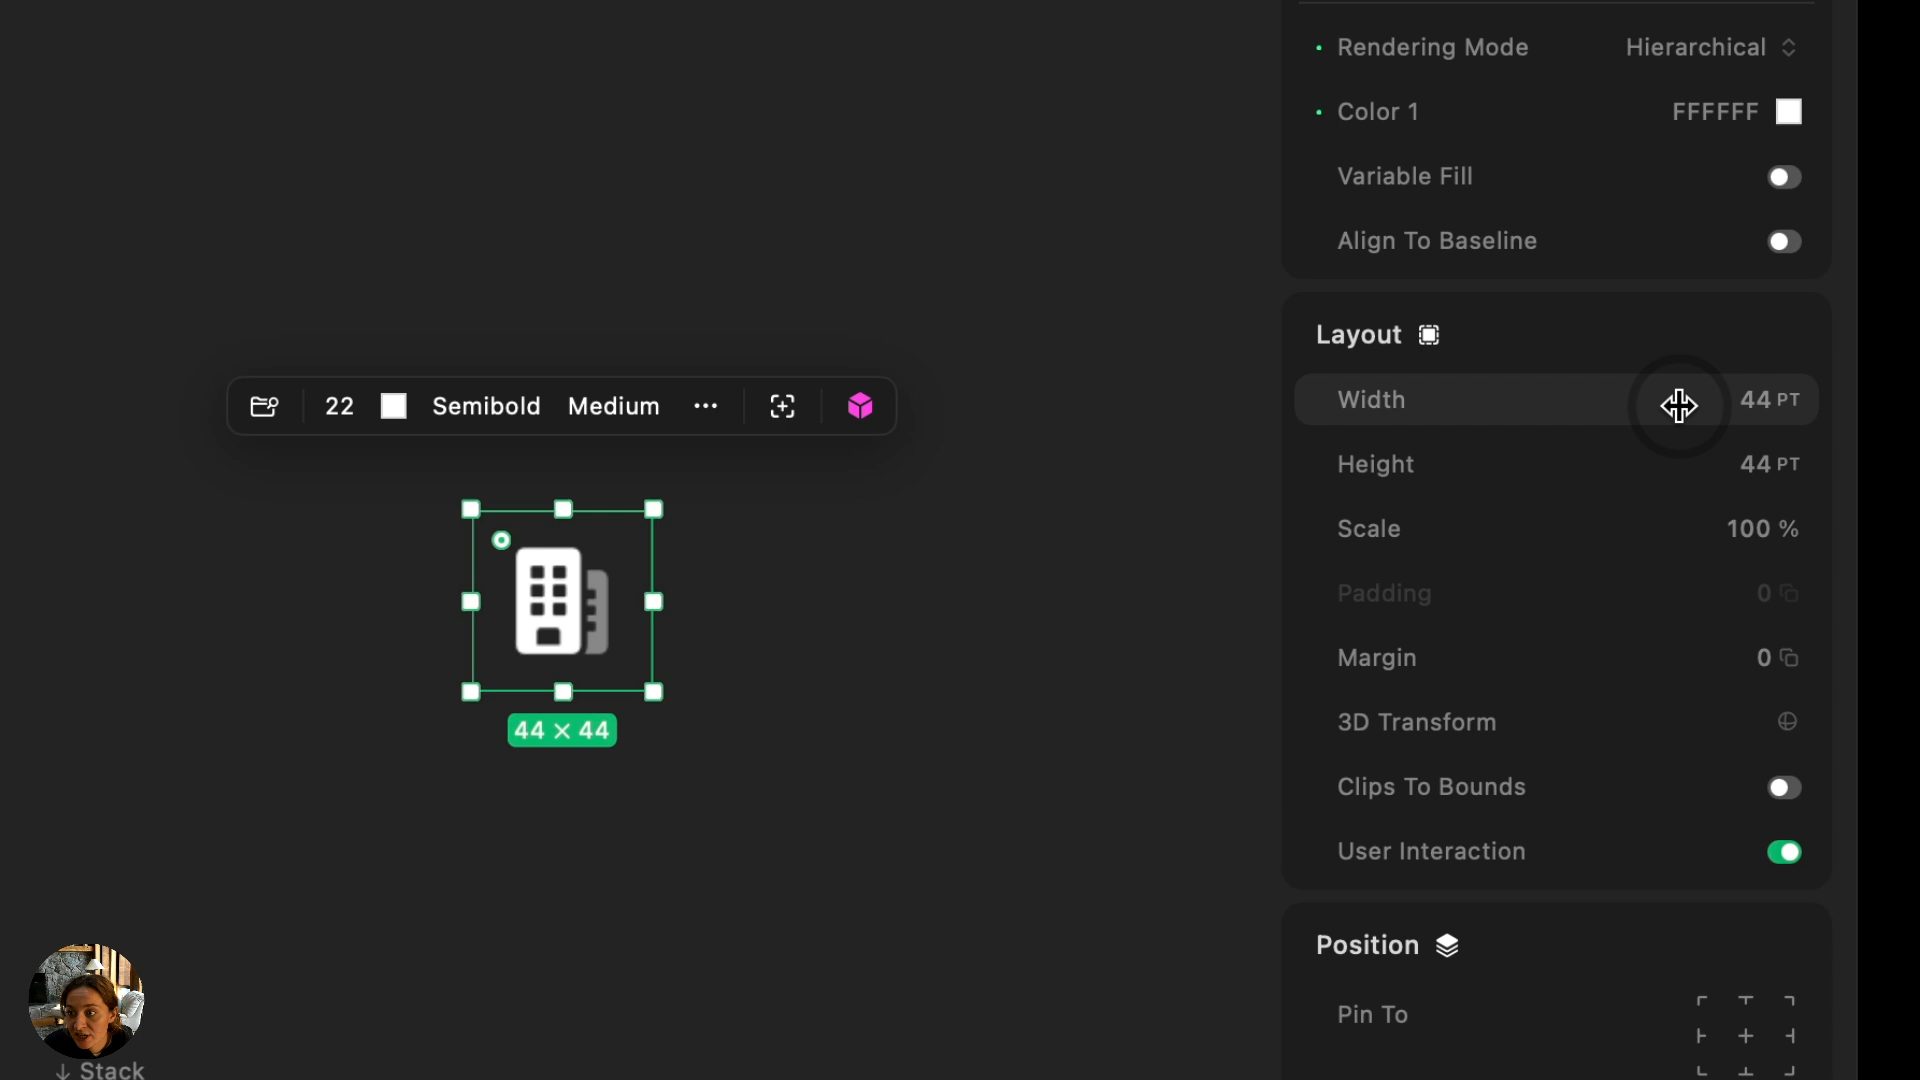 Rendering Mode Hierarchical
Color 1 FFFFFF
Variable Fill
Align To Baseline
Layout
Width 44 PT
Height 44 PT
Scale 100 %
Padding 0
Margin 0
3D Transform
Clips To Bounds
User Interaction
Position
Pin To
22 Semibold Medium
44 × 44
↓ Stack